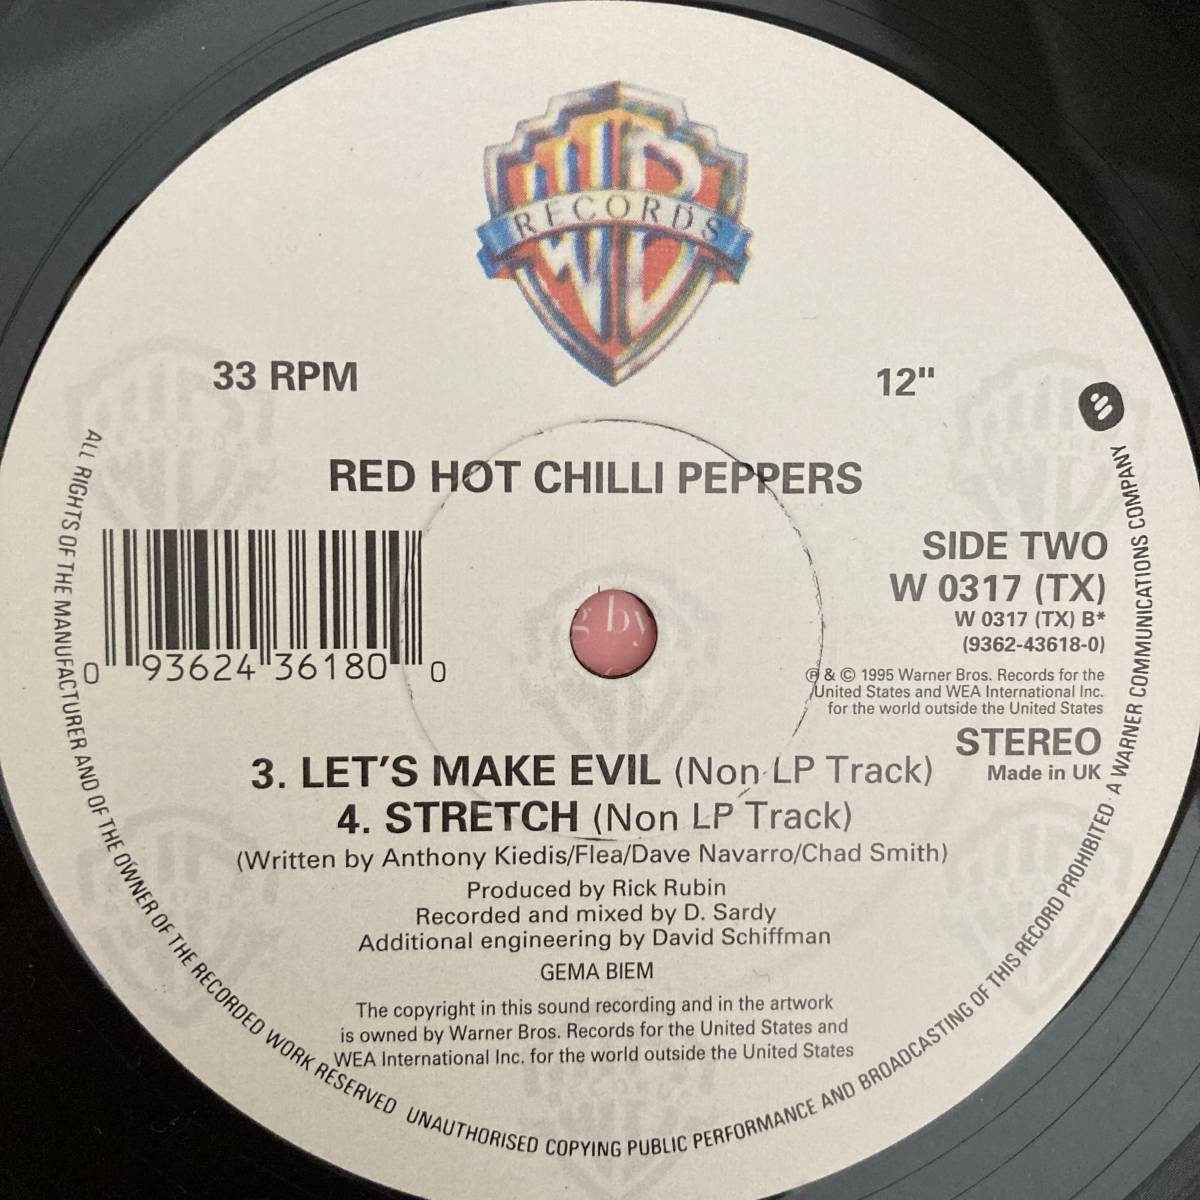 WB
RECORDS
33 RPM
12"
RED HOT CHILLI PEPPERS
SIDE TWO
W 0317 (TX)
W 0317 (TX) B*
(9362-43618-0)
0 93624 36180 0
g by
℗ & © 1995 Warner Bros. Records for the
United States and WEA International Inc.
for the world outside the United States
STEREO
Made in UK
3. LET'S MAKE EVIL (Non LP Track)
4. STRETCH (Non LP Track)
(Written by Anthony Kiedis/Flea/Dave Navarro/Chad Smith)
Produced by Rick Rubin
Recorded and mixed by D. Sardy
Additional engineering by David Schiffman
GEMA BIEM
The copyright in this sound recording and in the artwork
is owned by Warner Bros. Records for the United States and
WEA International Inc. for the world outside the United States
ALL RIGHTS OF THE MANUFACTURER AND OF THE OWNER OF THE RECORDED WORK RESERVED UNAUTHORISED COPYING PUBLIC PERFORMANCE AND BROADCASTING OF THIS RECORD PROHIBITED · A WARNER COMMUNICATIONS COMPANY